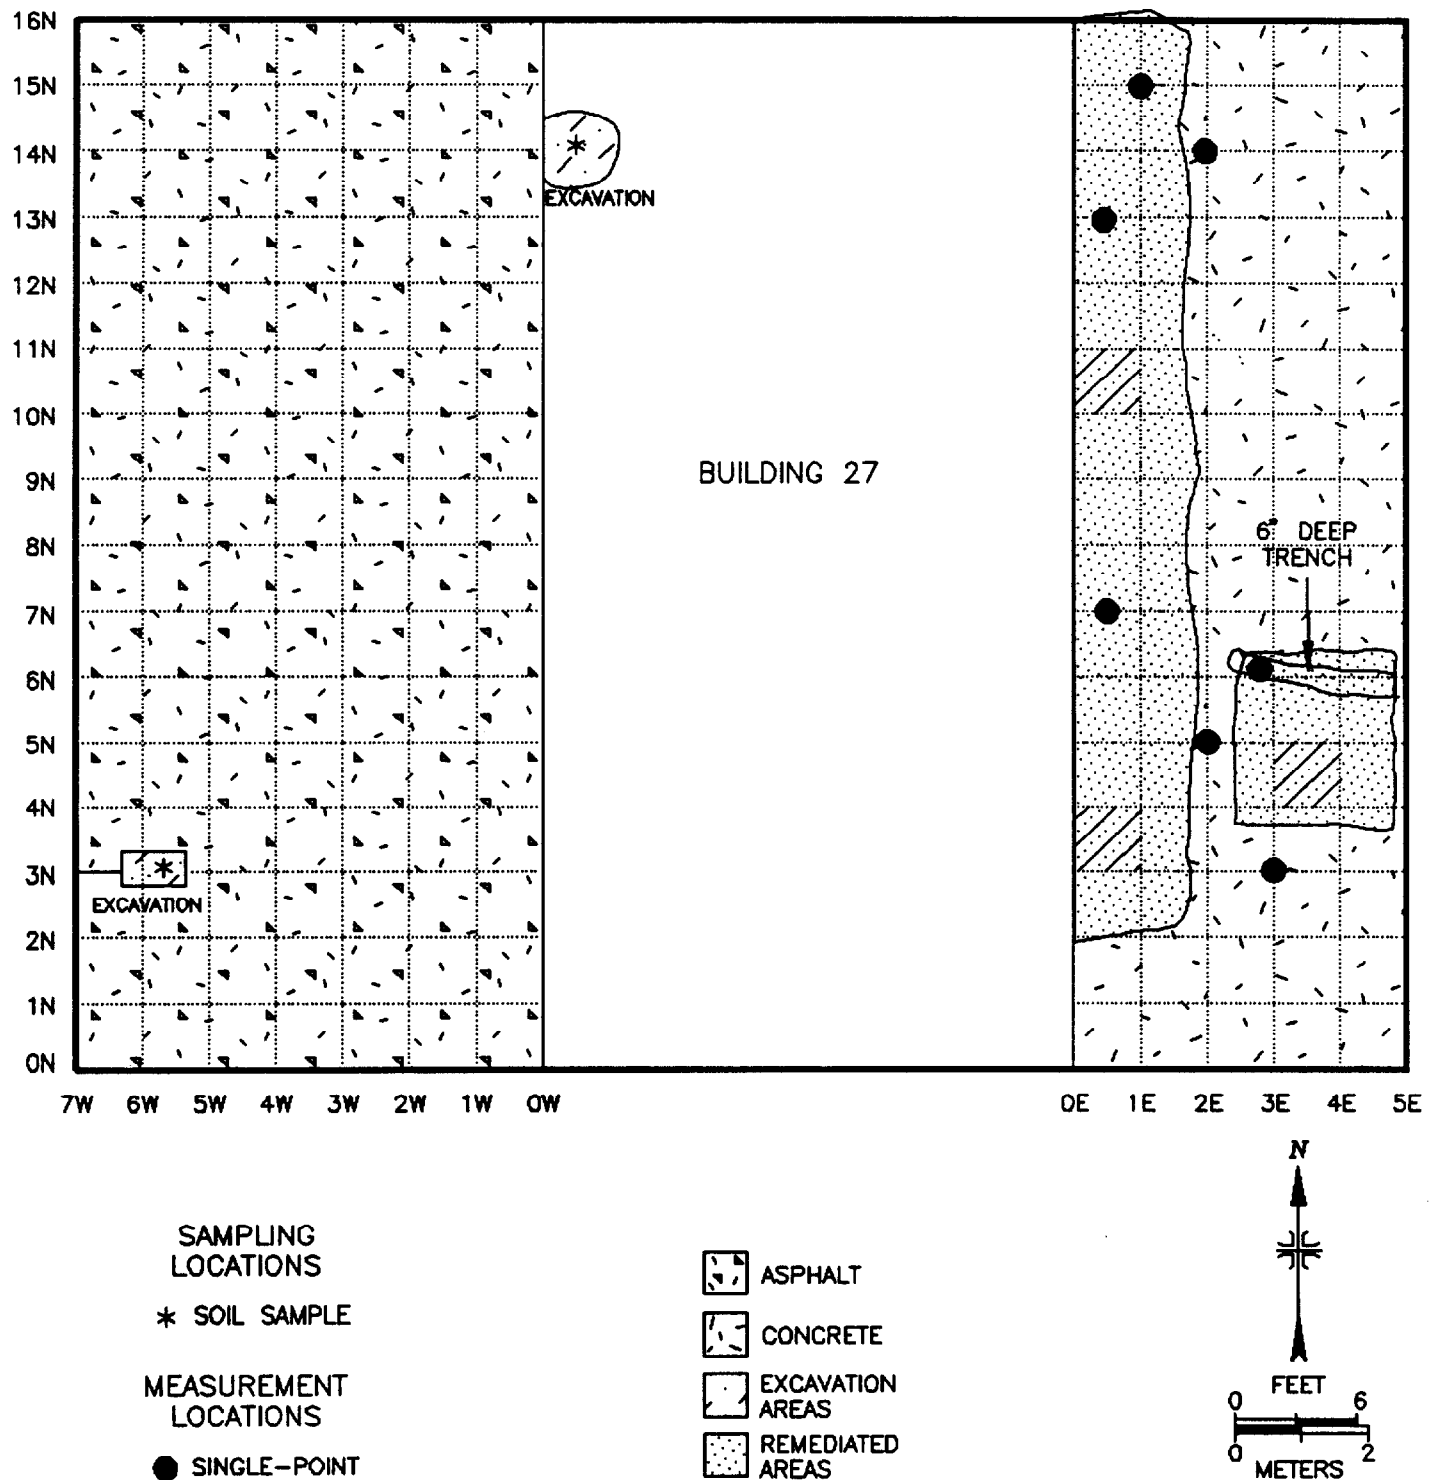 16N
15N
14N
EXCAVATION
13N
12N
11N
10N
BUILDING 27
9N
6" DEEP
TRENCH
8N
7N
6N
5N
4N
3N
EXCAVATION
2N
1N
0N
7W 6W 5W 4W 3W 2W 1W 0W 0E 1E 2E 3E 4E 5E
N
SAMPLING
LOCATIONS
SOIL SAMPLE
MEASUREMENT
LOCATIONS
SINGLE-POINT
ASPHALT
CONCRETE
EXCAVATION
AREAS
REMEDIATED
AREAS
FEET
0 6
0 2
METERS